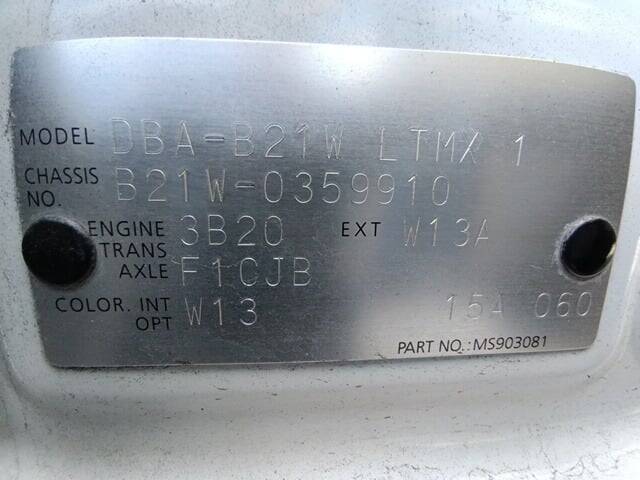 MODEL DBA-B21W LTMX 1
CHASSIS NO. B21W-0359910
ENGINE 3B20 EXT W13A
TRANS AXLE F1CJB
COLOR. INT OPT W13 15A 060
PART NO.: MS903081